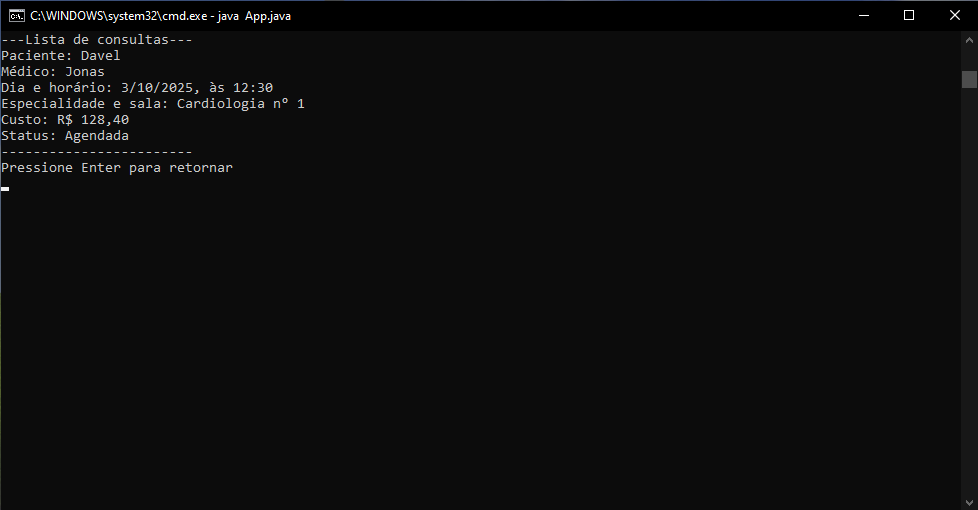 C:\WINDOWS\system32\cmd.exe - java  App.java
---Lista de consultas---
Paciente: Davel
Médico: Jonas
Dia e horário: 3/10/2025, às 12:30
Especialidade e sala: Cardiologia nº 1
Custo: R$ 128,40
Status: Agendada
------------------------
Pressione Enter para retornar